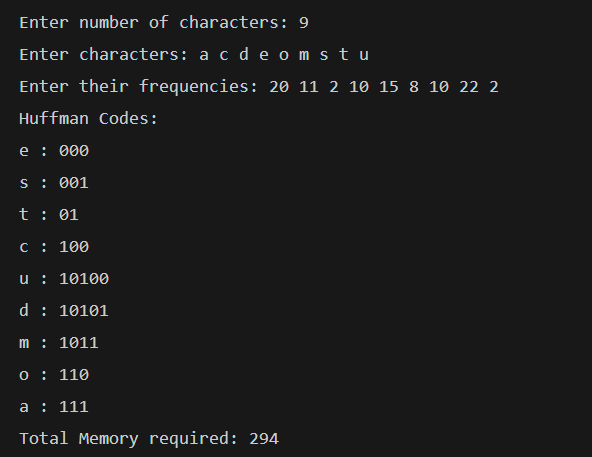 Enter number of characters: 9
Enter characters: a c d e o m s t u
Enter their frequencies: 20 11 2 10 15 8 10 22 2
Huffman Codes:
e : 000
s : 001
t : 01
c : 100
u : 10100
d : 10101
m : 1011
o : 110
a : 111
Total Memory required: 294